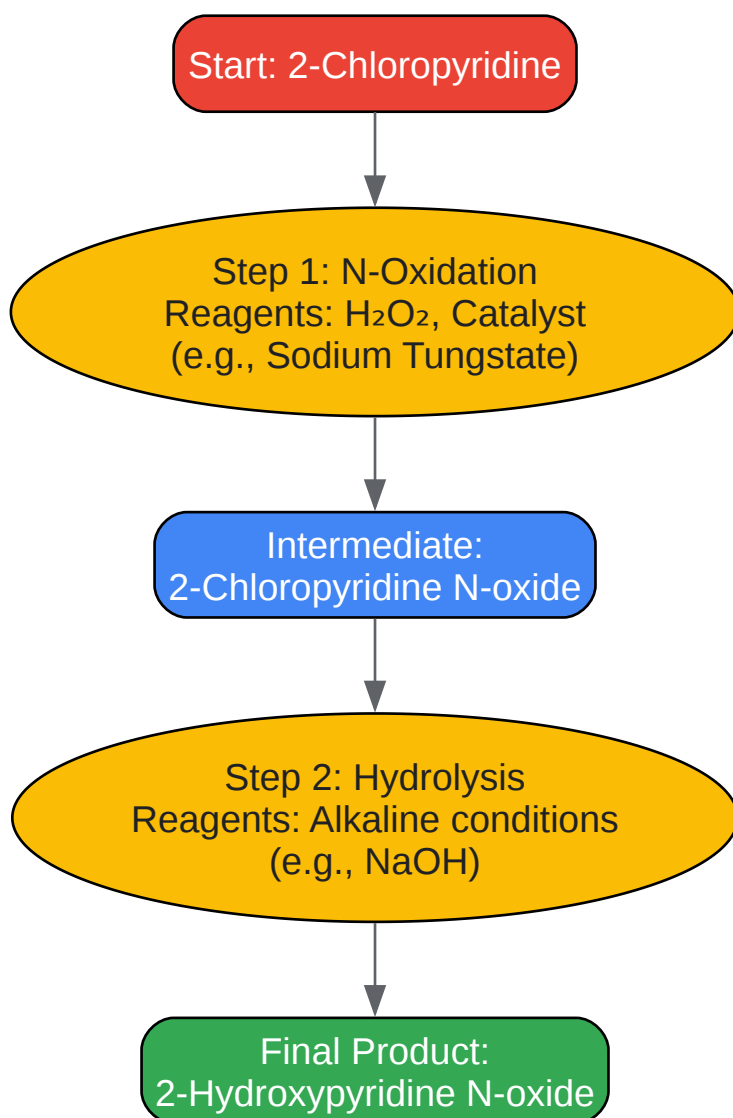 Start: 2-Chloropyridine
Step 1: N-Oxidation
Reagents: H₂O₂, Catalyst
(e.g., Sodium Tungstate)
Intermediate:
2-Chloropyridine N-oxide
Step 2: Hydrolysis
Reagents: Alkaline conditions
(e.g., NaOH)
Final Product:
2-Hydroxypyridine N-oxide